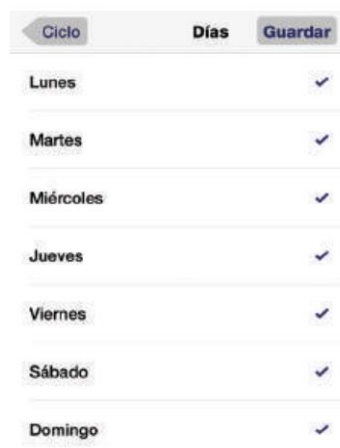 Ciclo Días Guardar
Lunes
Martes
Miércoles
Jueves
Viernes
Sábado
Domingo